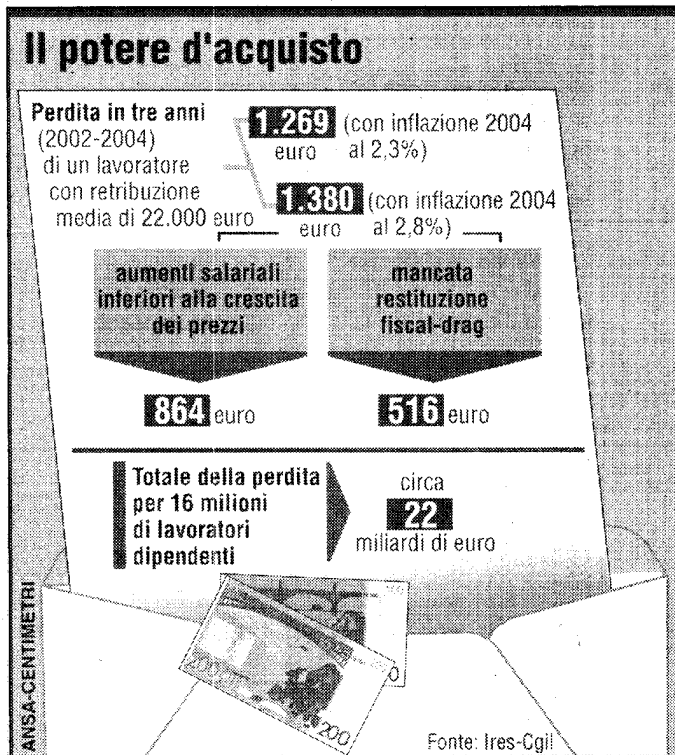 Il potere d'acquisto
Perdita in tre anni
(2002-2004)
di un lavoratore
con retribuzione
media di 22.000 euro
1.269 (con inflazione 2004
euro al 2,3%)
1.380 (con inflazione 2004
euro al 2,8%)
aumenti salariali
inferiori alla crescita
dei prezzi
864 euro
mancata
restituzione
fiscal-drag
516 euro
Totale della perdita
per 16 milioni
di lavoratori
dipendenti
circa
22
miliardi di euro
200
200
ANSA-CENTIMETRI
Fonte: Ires-Cgil